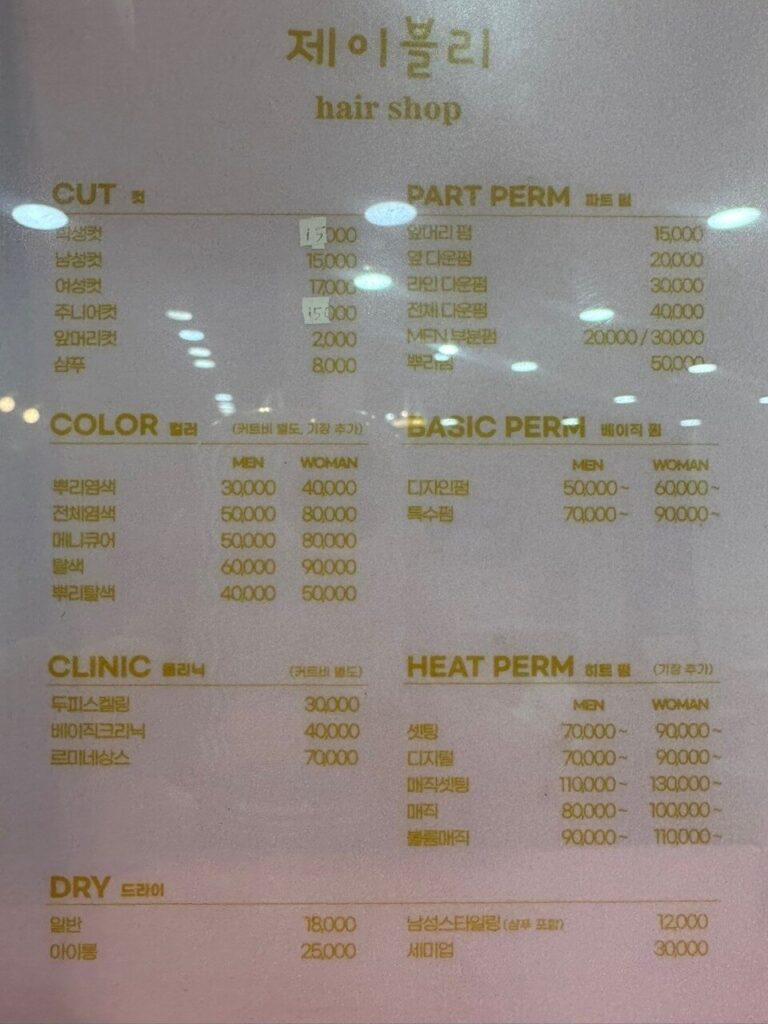 제이블리
hair shop
CUT 컷
학생컷 15,000
남성컷 15,000
여성컷 17,000
주니어컷 15,000
앞머리컷 2,000
샴푸 8,000
PART PERM 파트 펌
앞머리 펌 15,000
옆 다운펌 20,000
라인 다운펌 30,000
전체 다운펌 40,000
MEN 부분펌 20,000 / 30,000
뿌리펌 50,000
COLOR 컬러 (커트비 별도, 기장 추가)
MEN WOMAN
뿌리염색 30,000 40,000
전체염색 50,000 80,000
메니큐어 50,000 80,000
탈색 60,000 90,000
뿌리탈색 40,000 50,000
BASIC PERM 베이직 펌
MEN WOMAN
디자인펌 50,000~ 60,000~
특수펌 70,000~ 90,000~
CLINIC 클리닉 (커트비 별도)
두피스켈링 30,000
베이직크리닉 40,000
르미네상스 70,000
HEAT PERM 히트 펌 (기장 추가)
MEN WOMAN
셋팅 70,000~ 90,000~
디지털 70,000~ 90,000~
매직셋팅 110,000~ 130,000~
매직 80,000~ 100,000~
볼륨매직 90,000~ 110,000~
DRY 드라이
일반 18,000
아이롱 25,000
남성스타일링 (샴푸 포함) 12,000
세미업 30,000